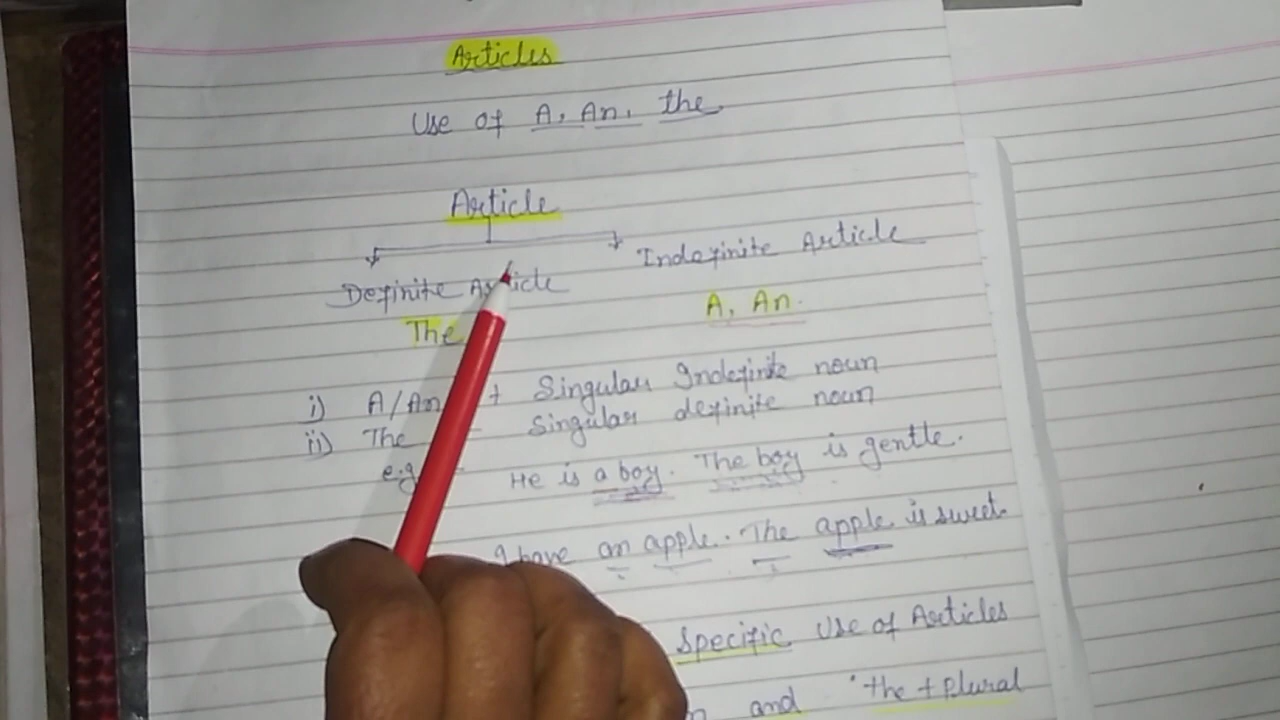 Articles
Use of A, An, the
Article
Definite Article
Indefinite Article
The
A, An.
i) A/An + Singular Indefinite noun
ii) The Singular definite noun
e.g He is a boy. The boy is gentle.
I have an apple. The apple is sweet.
Specific Use of Articles
and the + plural